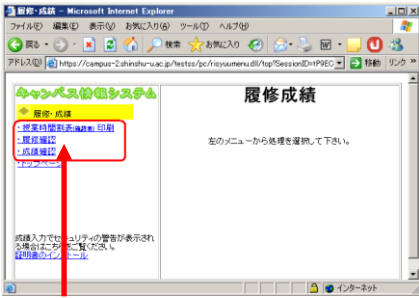 履修・成績 - Microsoft Internet Explorer
ファイル(F) 編集(E) 表示(V) お気に入り(A) ツール(T) ヘルプ(H)
戻る 検索 お気に入り
アドレス(D) https://campus-2.shinshu-u.ac.jp/testss/pc/risyuumenu.dll/top?SessionID=tP9EC 移動 リンク »
キャンパス情報システム
履修・成績
・授業時間割表(確認表) 印刷
・履修確認
・成績確認
・トップページ
成績入力でセキュリティの警告が表示され
る場合はこちらをご覧ください。
証明書のインストール
履修成績
左のメニューから処理を選択して下さい。
インターネット